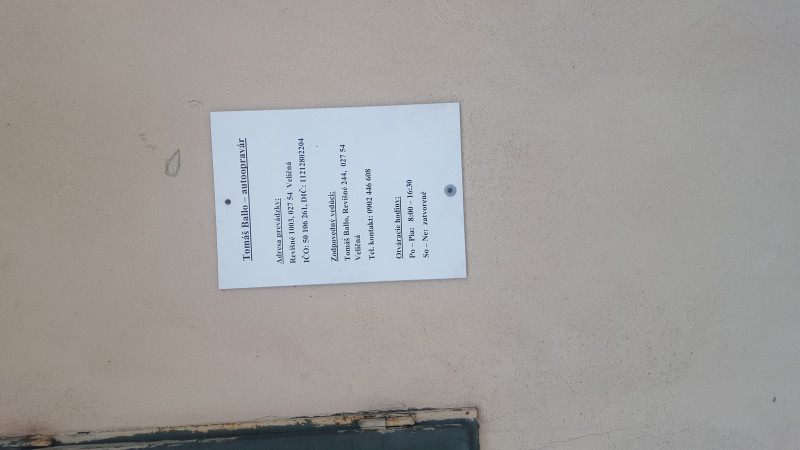 Tomáš Ballo – autoopravár
Adresa prevádzky:
Revišné 1003, 027 54 Veličná
IČO: 50 106 261, DIČ: 11212802204
Zodpovedný vedúci:
Tomáš Ballo, Revišné 244, 027 54
Veličná
Tel. kontakt: 0902 446 608
Otváracie hodiny:
Po – Pia: 8:00 – 16:30
So – Ne: zatvorené